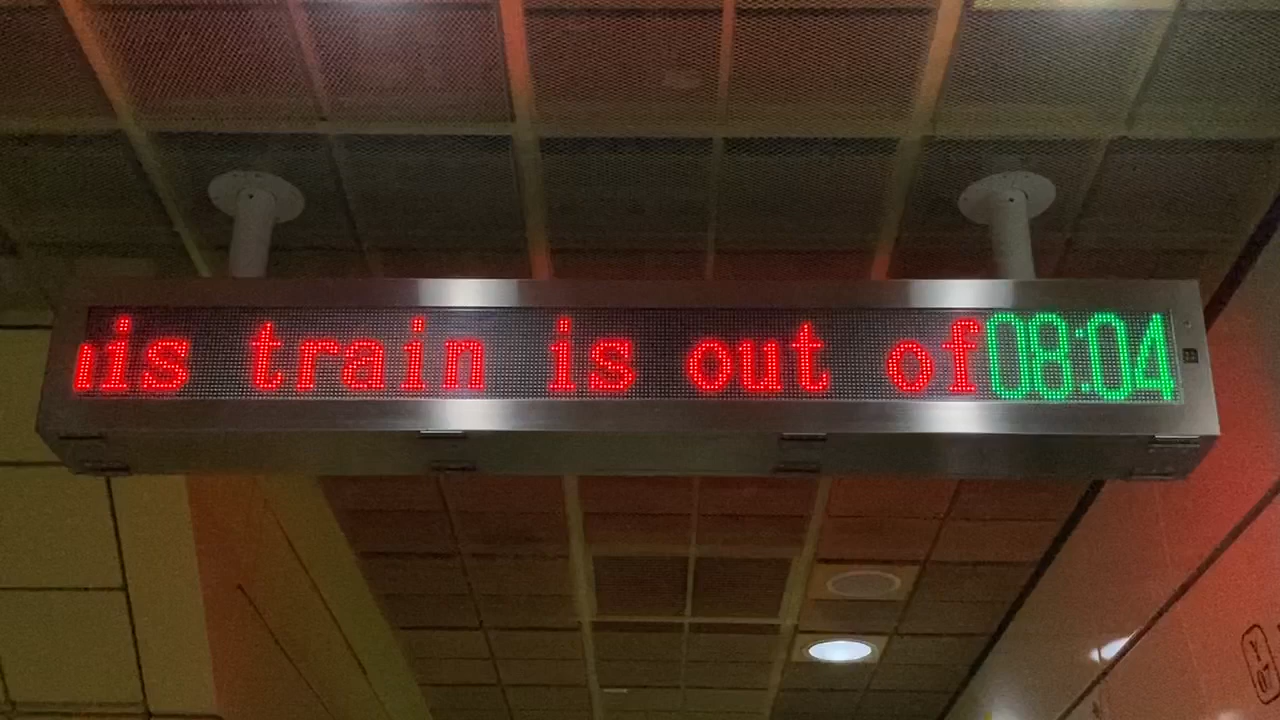 is train is out of 08:04